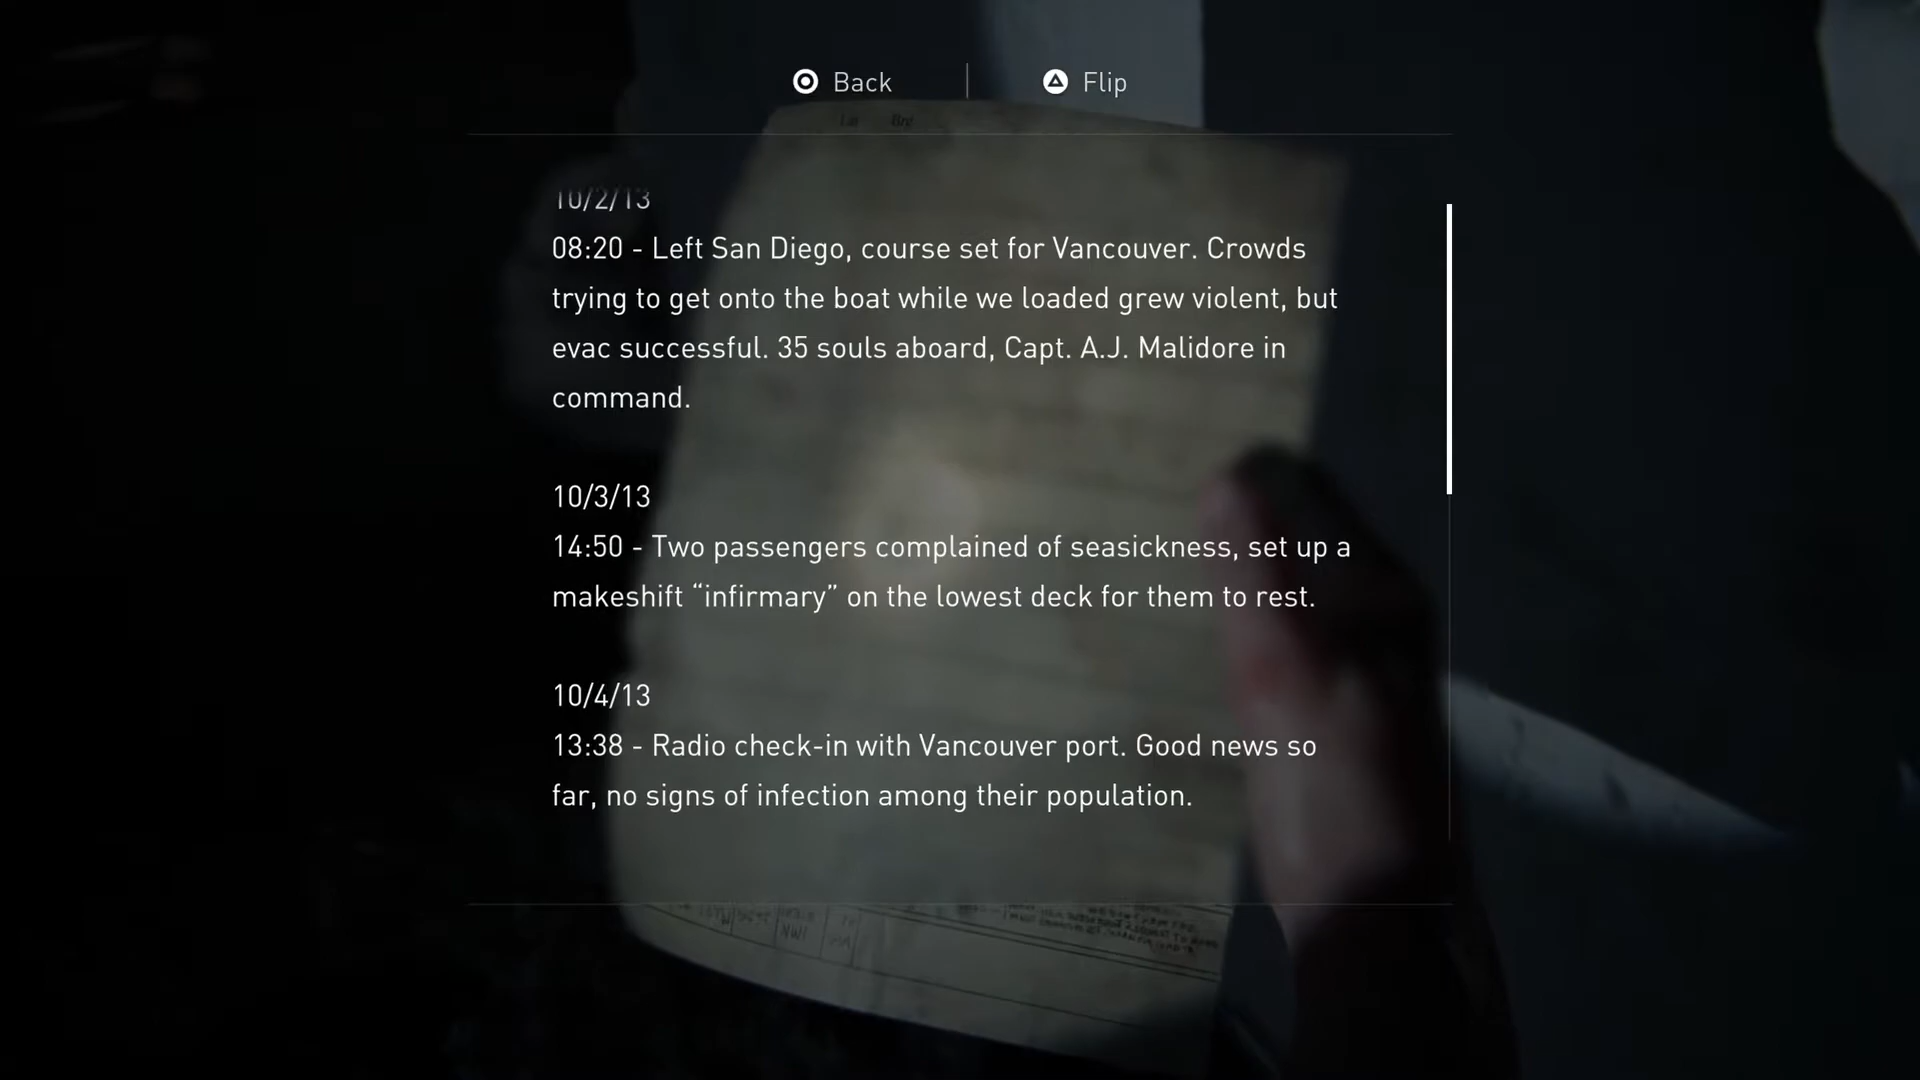 Back
Flip
10/2/13
08:20 - Left San Diego, course set for Vancouver. Crowds
trying to get onto the boat while we loaded grew violent, but
evac successful. 35 souls aboard, Capt. A.J. Malidore in
command.
10/3/13
14:50 - Two passengers complained of seasickness, set up a
makeshift “infirmary” on the lowest deck for them to rest.
10/4/13
13:38 - Radio check-in with Vancouver port. Good news so
far, no signs of infection among their population.